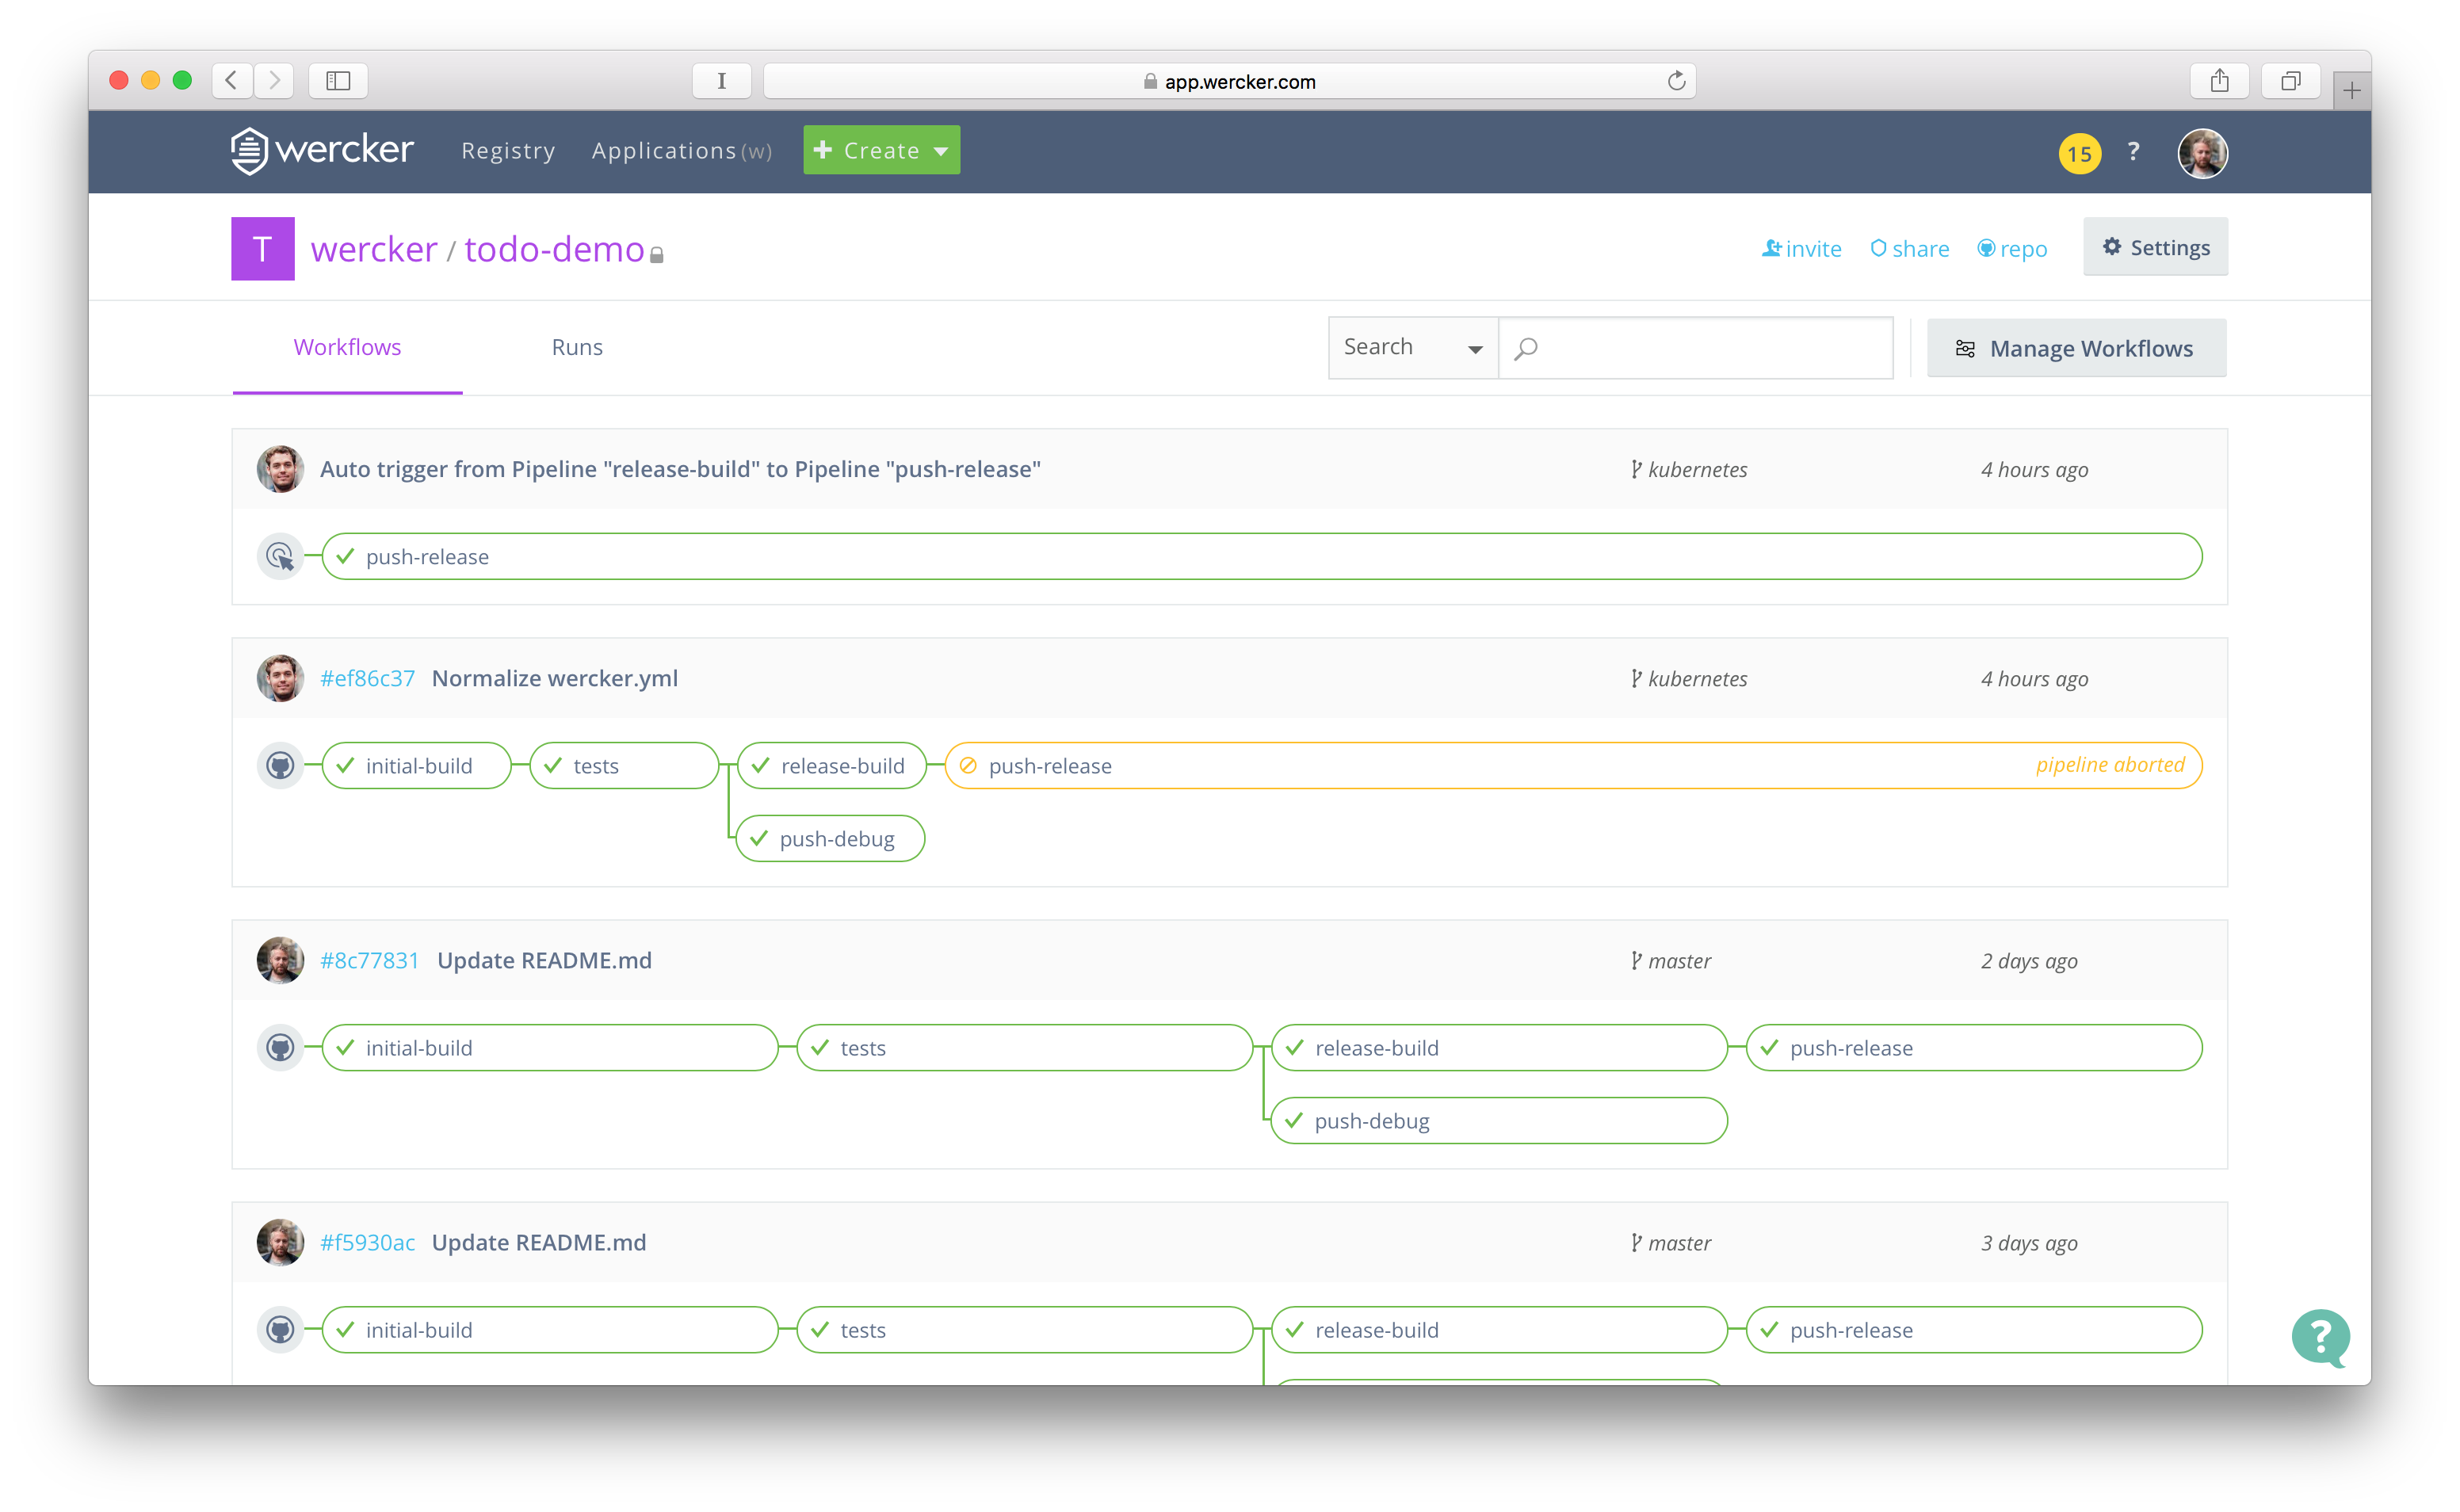 I app.wercker.com
wercker Registry Applications (w) + Create 15 ?
T wercker / todo-demo invite share repo Settings
Workflows Runs Search Manage Workflows
Auto trigger from Pipeline "release-build" to Pipeline "push-release" kubernetes 4 hours ago
push-release
#ef86c37 Normalize wercker.yml kubernetes 4 hours ago
initial-build tests release-build push-release pipeline aborted
push-debug
#8c77831 Update README.md master 2 days ago
initial-build tests release-build push-release
push-debug
#f5930ac Update README.md master 3 days ago
initial-build tests release-build push-release
?